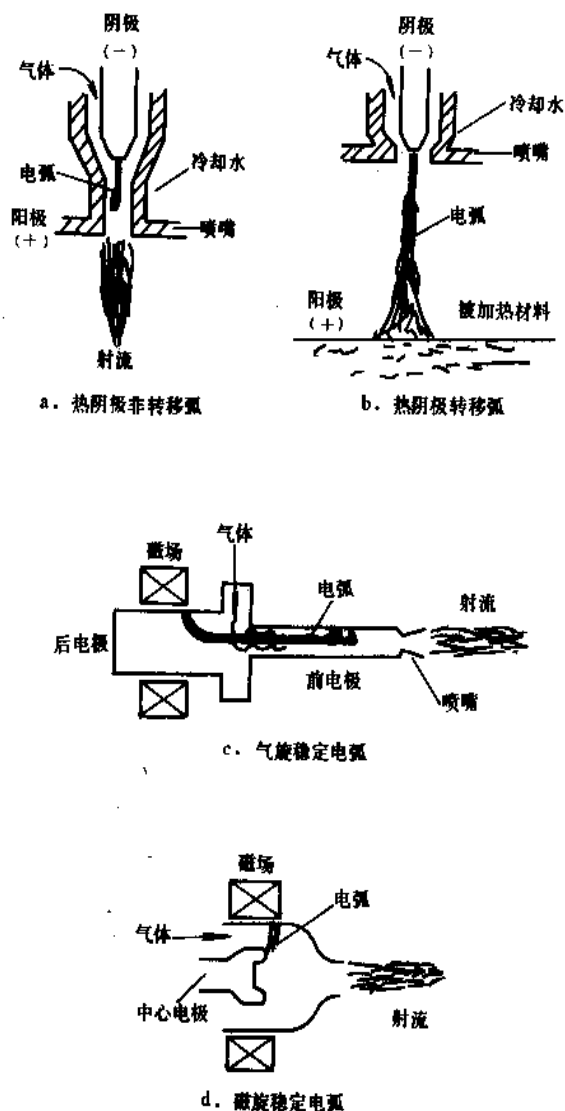 阴极
(一)
气体
电弧
冷却水
阳极
(+)
喷嘴
射流
a. 热阴极非转移弧
阴极
(一)
气体
冷却水
喷嘴
电弧
阳极
(+)
被加热材料
b. 热阴极转移弧
气体
磁场
电弧
射流
后电极
前电极
喷嘴
c. 气旋稳定电弧
磁场
电弧
气体
中心电极
射流
d. 磁旋稳定电弧